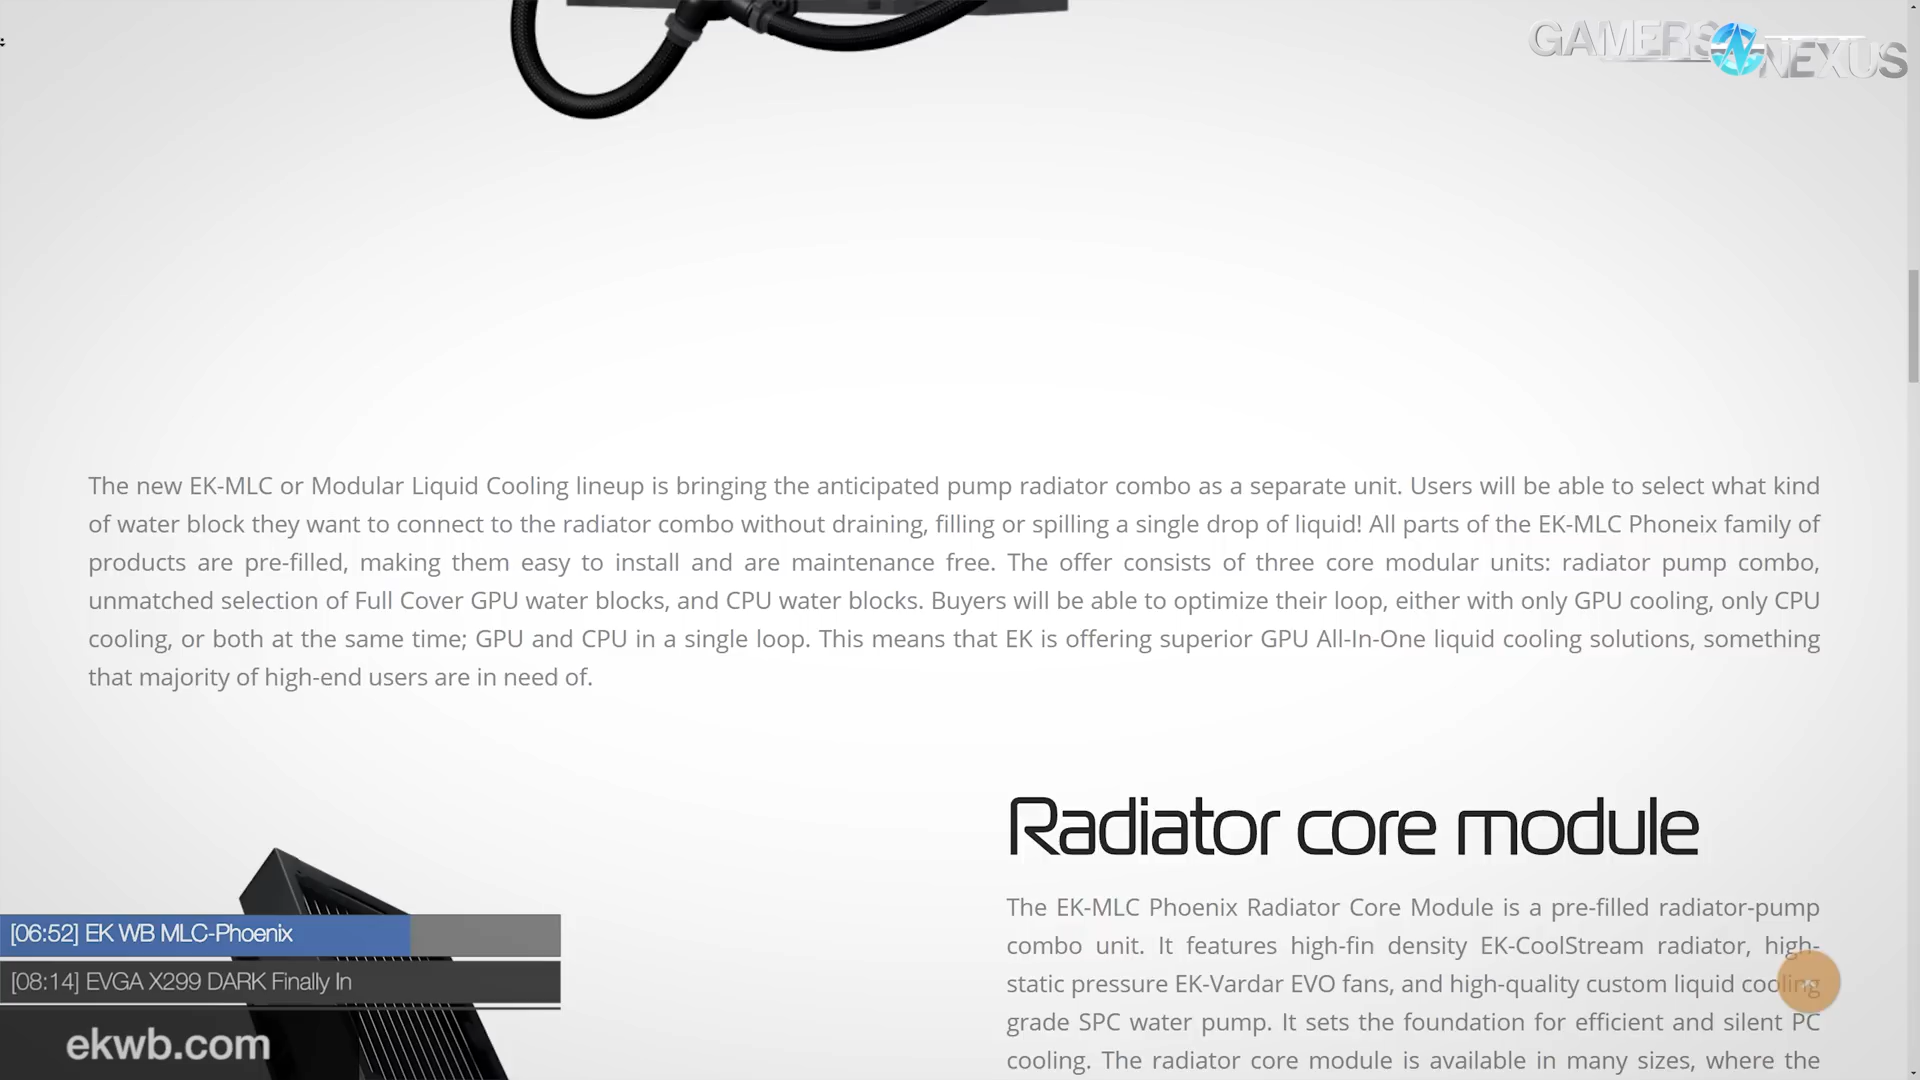 GAMERS NEXUS
The new EK-MLC or Modular Liquid Cooling lineup is bringing the anticipated pump radiator combo as a separate unit. Users will be able to select what kind
of water block they want to connect to the radiator combo without draining, filling or spilling a single drop of liquid! All parts of the EK-MLC Phoneix family of
products are pre-filled, making them easy to install and are maintenance free. The offer consists of three core modular units: radiator pump combo,
unmatched selection of Full Cover GPU water blocks, and CPU water blocks. Buyers will be able to optimize their loop, either with only GPU cooling, only CPU
cooling, or both at the same time; GPU and CPU in a single loop. This means that EK is offering superior GPU All-In-One liquid cooling solutions, something
that majority of high-end users are in need of.
Radiator core module
The EK-MLC Phoenix Radiator Core Module is a pre-filled radiator-pump
combo unit. It features high-fin density EK-CoolStream radiator, high-
static pressure EK-Vardar EVO fans, and high-quality custom liquid cooling
grade SPC water pump. It sets the foundation for efficient and silent PC
cooling. The radiator core module is available in many sizes, where the
[06:52] EK WB MLC-Phoenix
[08:14] EVGA X299 DARK Finally In
ekwb.com